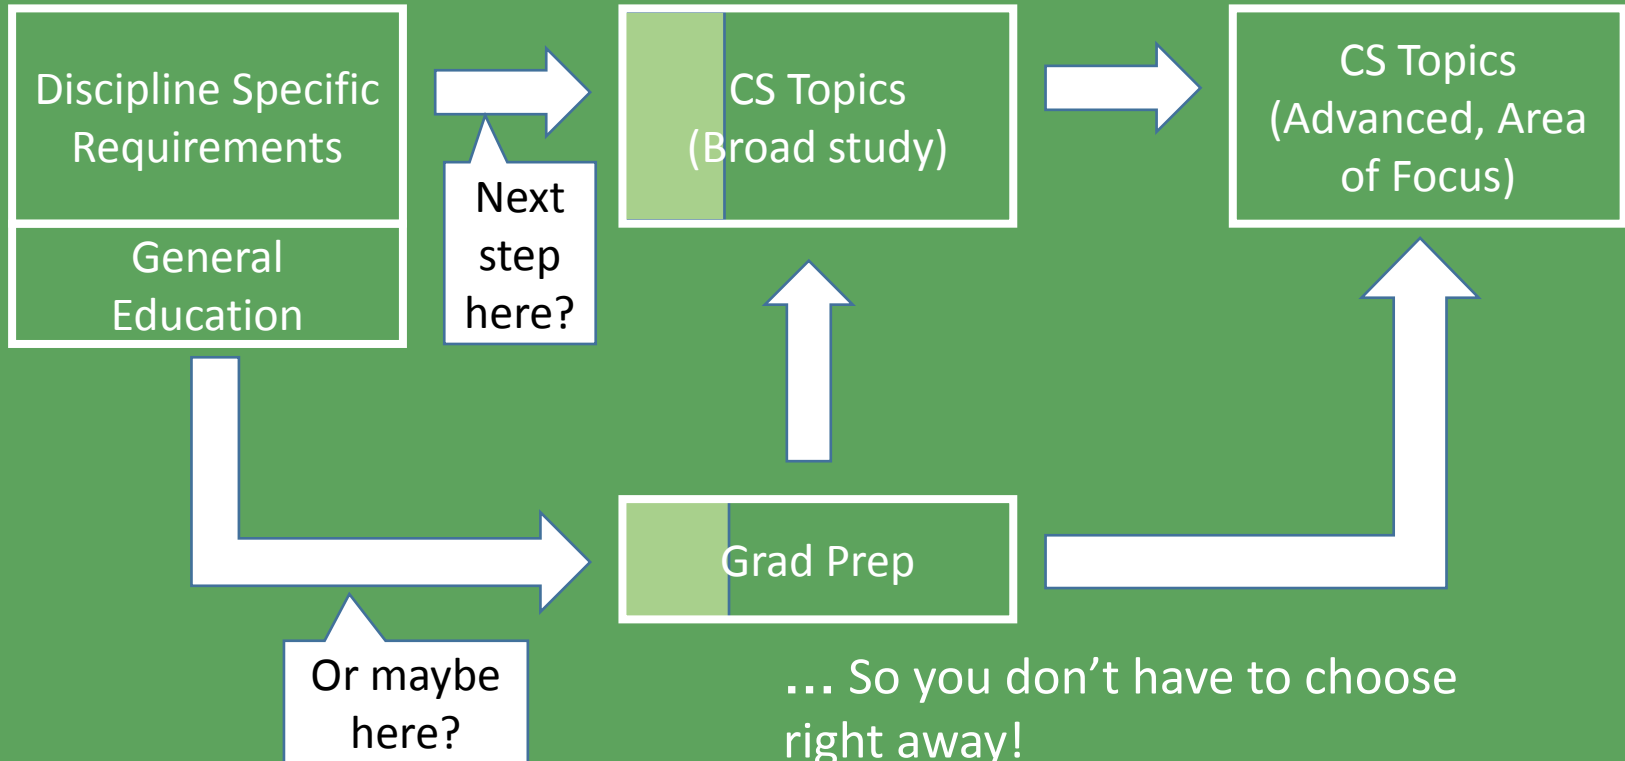 Discipline Specific
Requirements
General
Education
Next
step
here?
CS Topics
(Broad study)
CS Topics
(Advanced, Area
of Focus)
Or maybe
here?
Grad Prep
... So you don’t have to choose
right away!